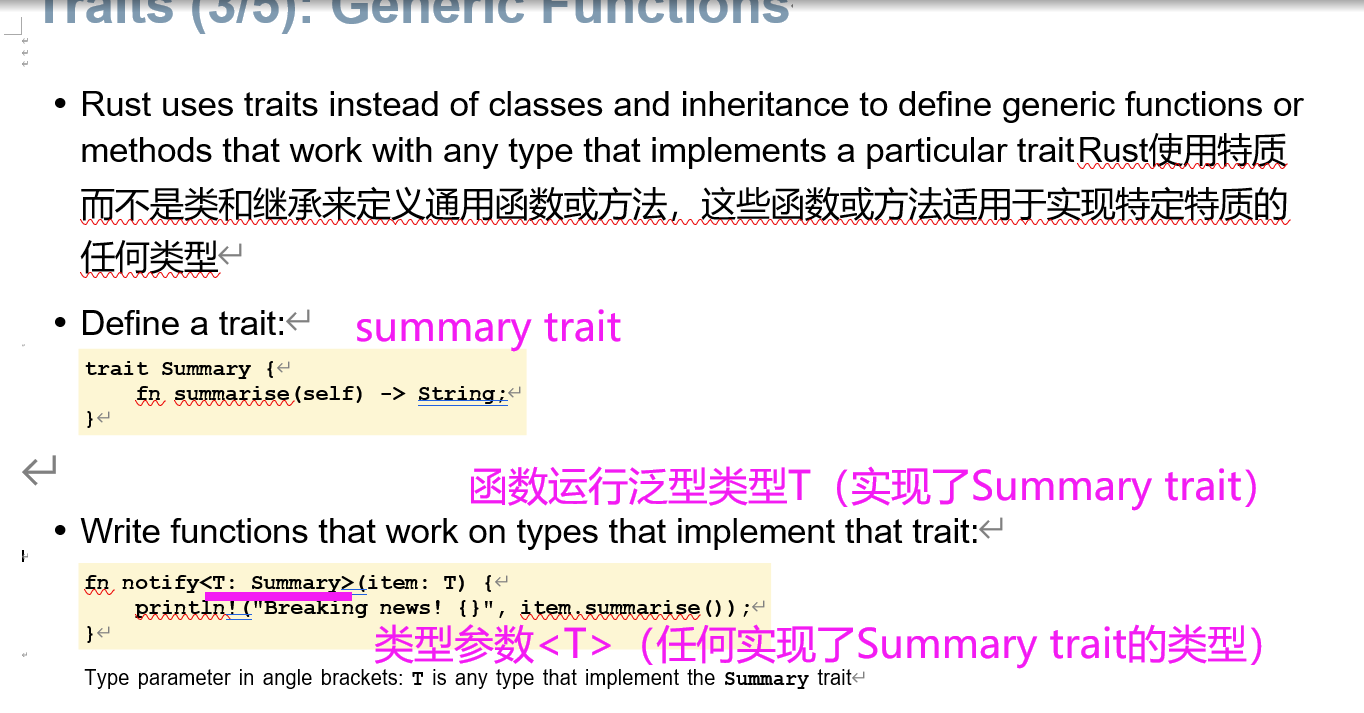 Traits (3/5): Generic Functions
• Rust uses traits instead of classes and inheritance to define generic functions or
methods that work with any type that implements a particular traitRust使用特质
而不是类和继承来定义通用函数或方法，这些函数或方法适用于实现特定特质的
任何类型
• Define a trait:
summary trait
trait Summary {
fn summarise(self) -> String;
}
函数运行泛型类型T（实现了Summary trait）
• Write functions that work on types that implement that trait:
fn notify<T: Summary>(item: T) {
println!("Breaking news! {}", item.summarise());
}
类型参数<T>（任何实现了Summary trait的类型）
Type parameter in angle brackets: T is any type that implement the Summary trait